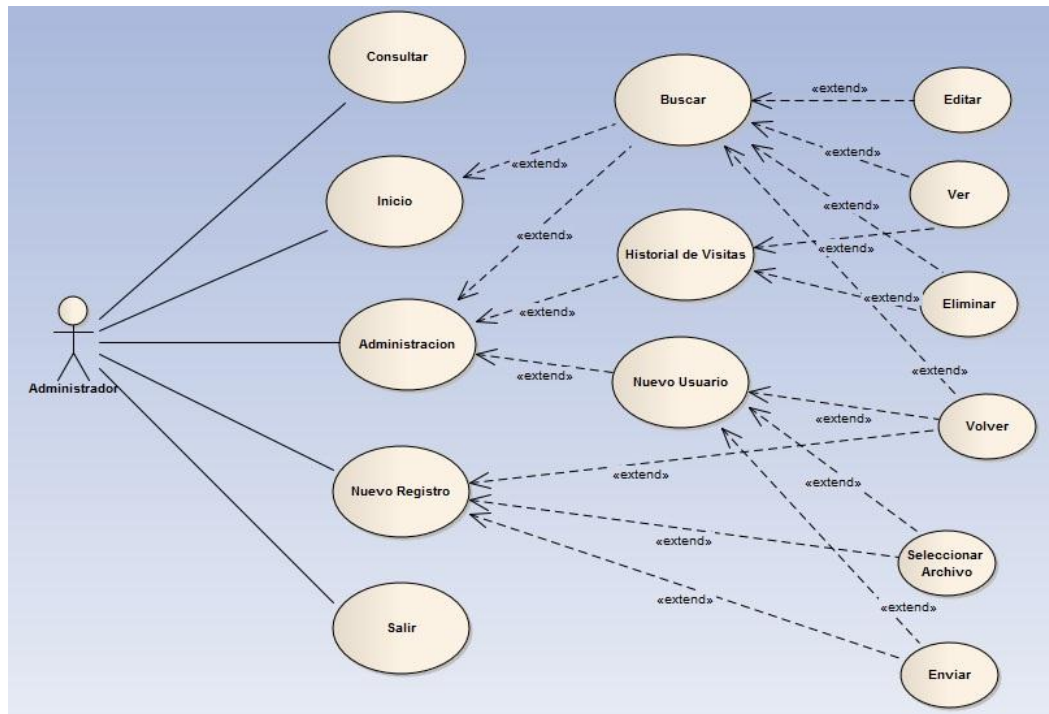 Consultar
«extend»
Buscar
«extend»
Editar
«extend»
Inicio
«extend»
Ver
«extend»
«extend»
Historial de Visitas
«extend»
Eliminar
«extend»
«extend»
Administrador
Administracion
«extend»
Nuevo Usuario
«extend»
Volver
«extend»
Nuevo Registro
«extend»
«extend»
Seleccionar
Archivo
«extend»
«extend»
Salir
Enviar